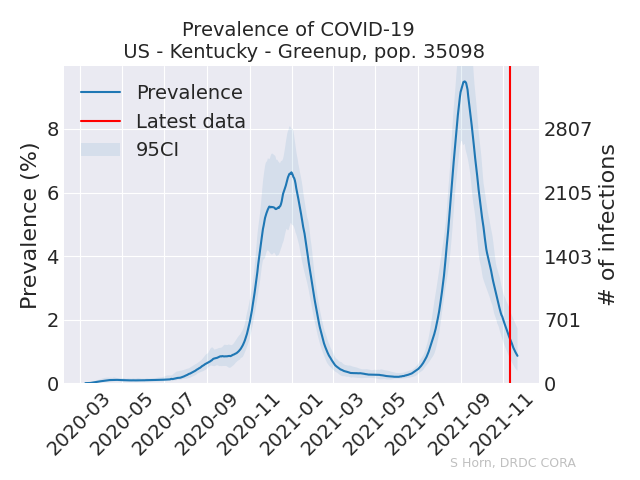 Prevalence of COVID-19
US - Kentucky - Greenup, pop. 35098
Prevalence
Latest data
95CI
Prevalence (%)
8
6
4
2
0
2807
2105
1403
701
0
# of infections
2020-03
2020-05
2020-07
2020-09
2020-11
2021-01
2021-03
2021-05
2021-07
2021-09
2021-11
S Horn, DRDC CORA